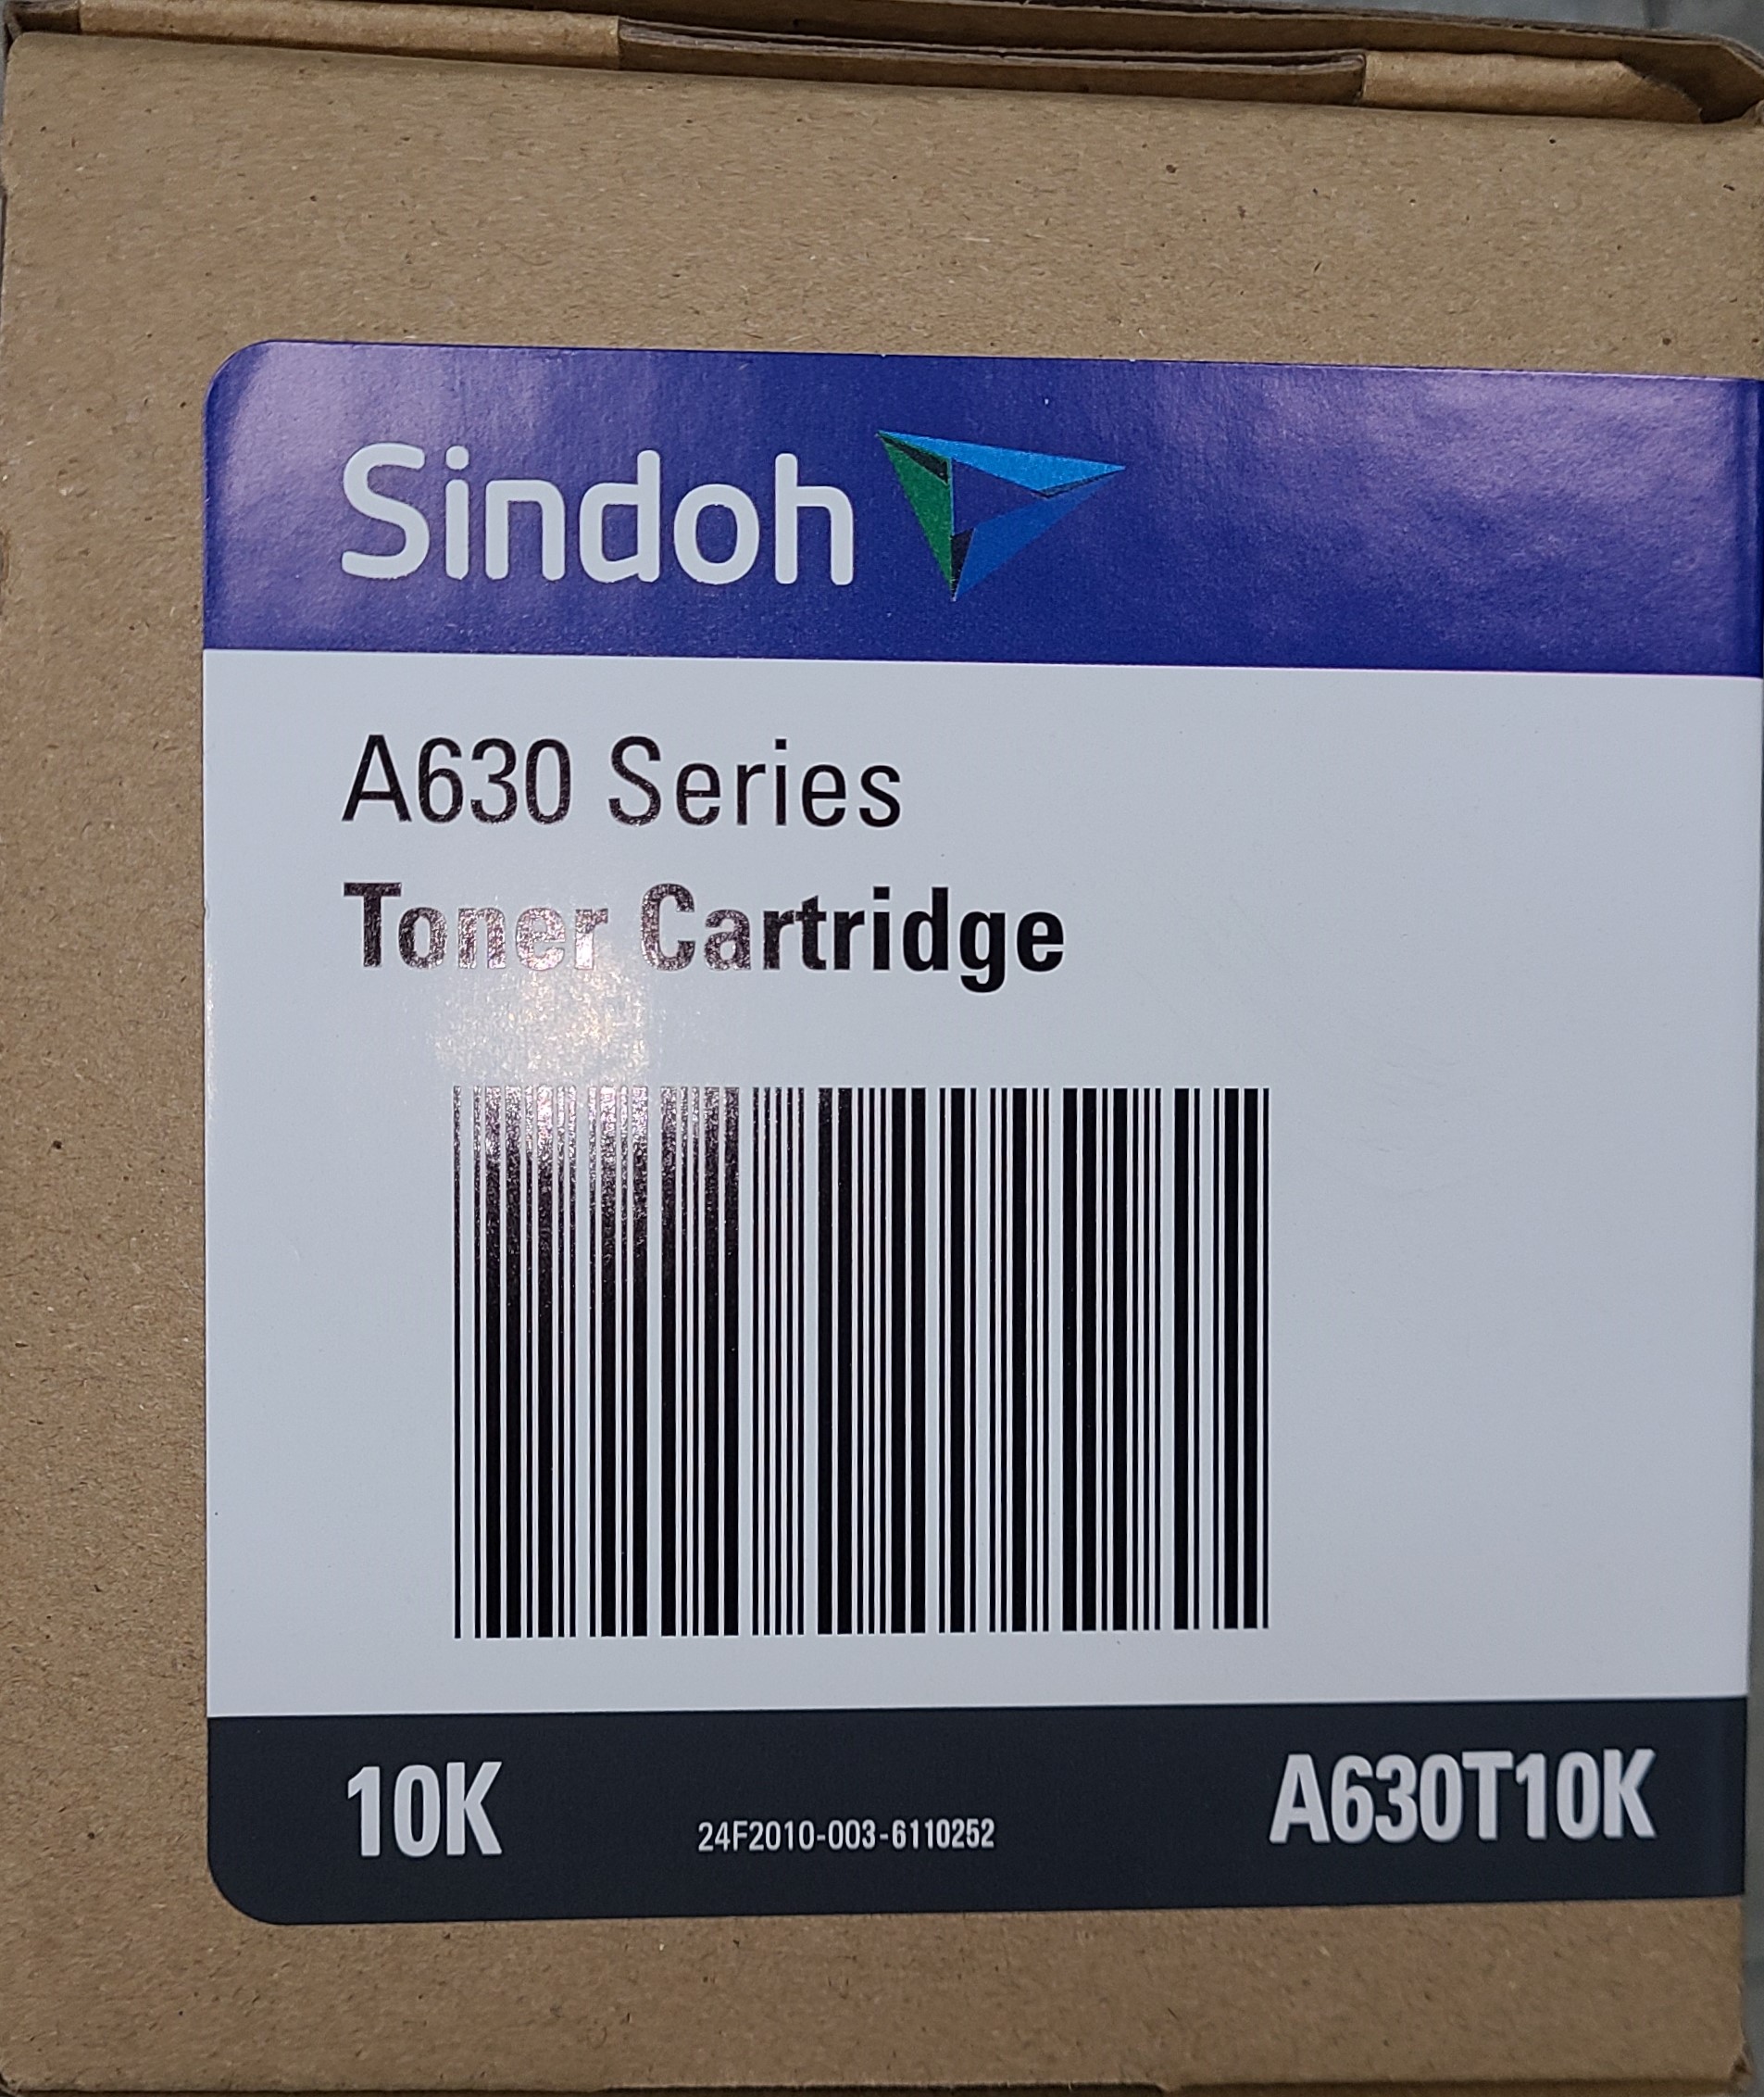 Sindoh
A630 Series
Toner Cartridge
10K
24F2010-003-6110252
A630T10K